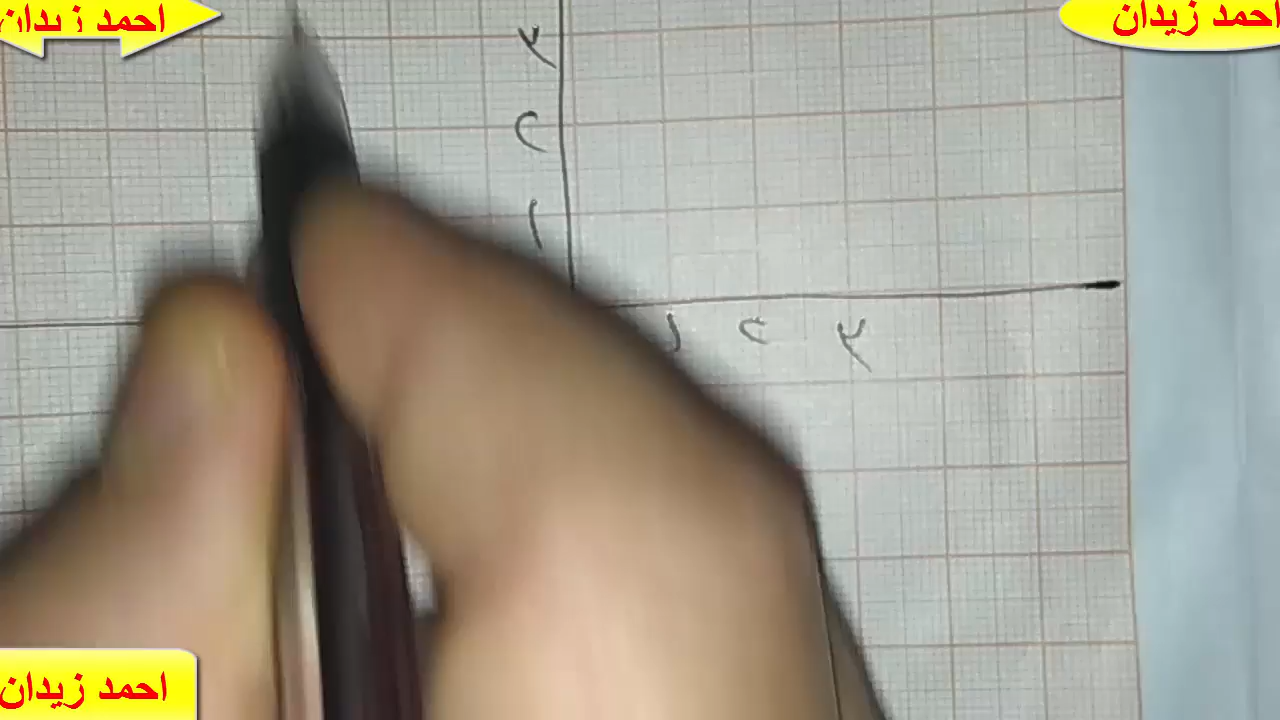 احمد زيدان
احمد زيدان
٣
٢
١
١ ٢ ٣
احمد زيدان